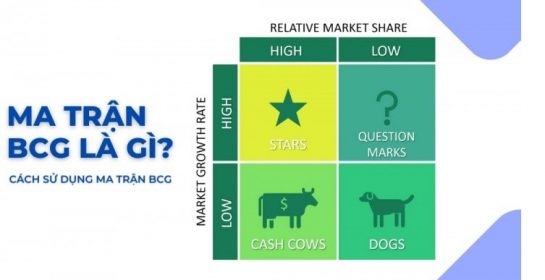 MA TRẬN
BCG LÀ GÌ?
CÁCH SỬ DỤNG MA TRẬN BCG
RELATIVE MARKET SHARE
HIGH
LOW
MARKET GROWTH RATE
HIGH
STARS
?
QUESTION
MARKS
LOW
$
CASH COWS
DOGS